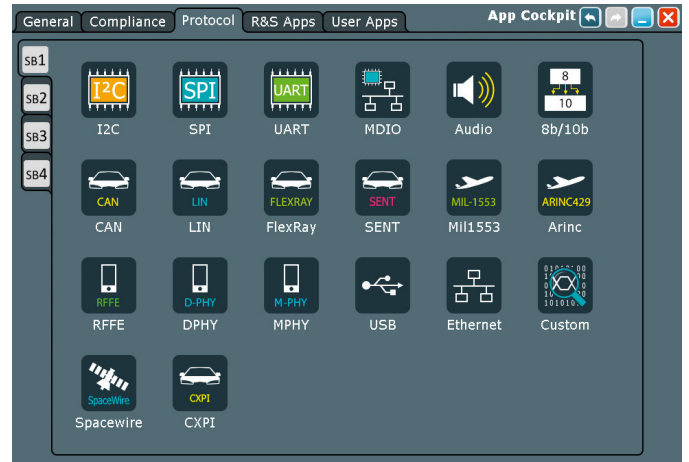 General Compliance Protocol R&S Apps User Apps App Cockpit
SB1
SB2
SB3
SB4
I²C SPI UART 8 10
I2C SPI UART MDIO Audio 8b/10b
CAN LIN FLEXRAY SENT MIL-1553 ARINC429
CAN LIN FlexRay SENT Mil1553 Arinc
RFFE D-PHY M-PHY
RFFE DPHY MPHY USB Ethernet Custom
SpaceWire CXPI
Spacewire CXPI